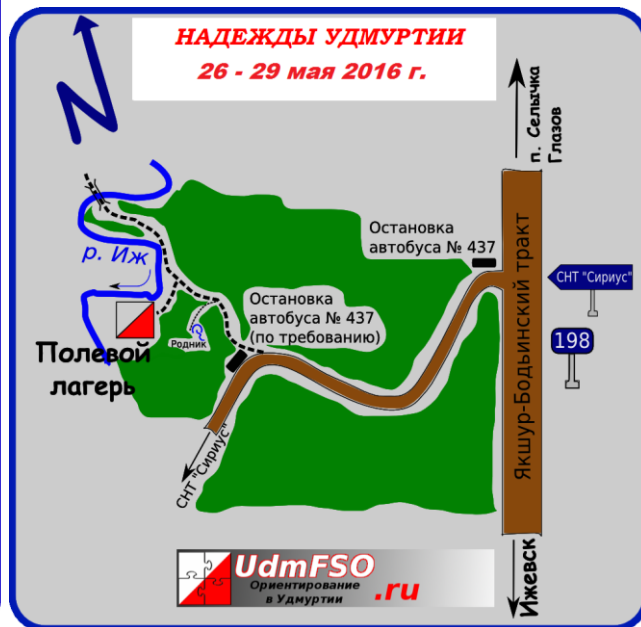 НАДЕЖДЫ УДМУРТИИ
26 - 29 мая 2016 г.
п. Селычка
Глазов
Остановка
автобуса № 437
р. Иж
СНТ "Сириус"
Остановка
автобуса № 437
(по требованию)
Родник
Полевой
лагерь
198
Якшур-Бодьинский тракт
СНТ "Сириус"
Ижевск
UdmFSO
Ориентирование
в Удмуртии
.ru